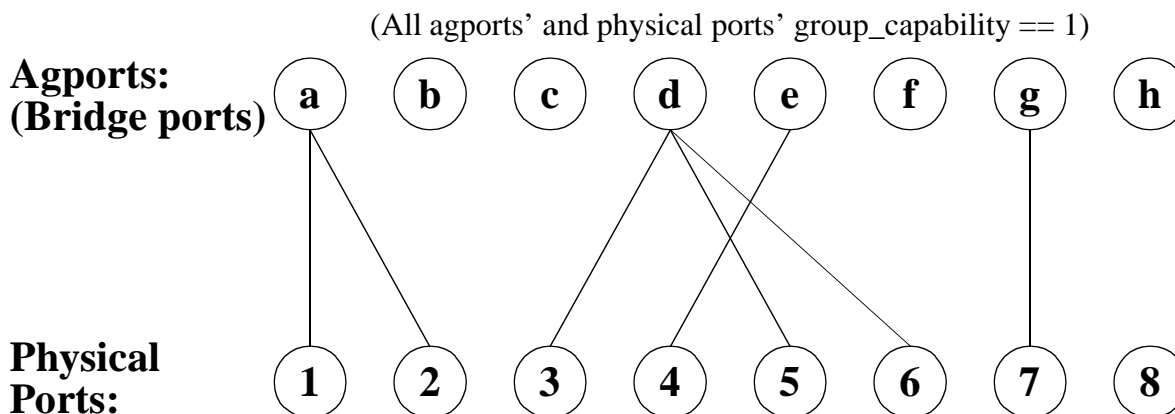 (All agports’ and physical ports’ group_capability == 1)
Agports:
(Bridge ports)
a b c d e f g h
Physical
Ports:
1 2 3 4 5 6 7 8